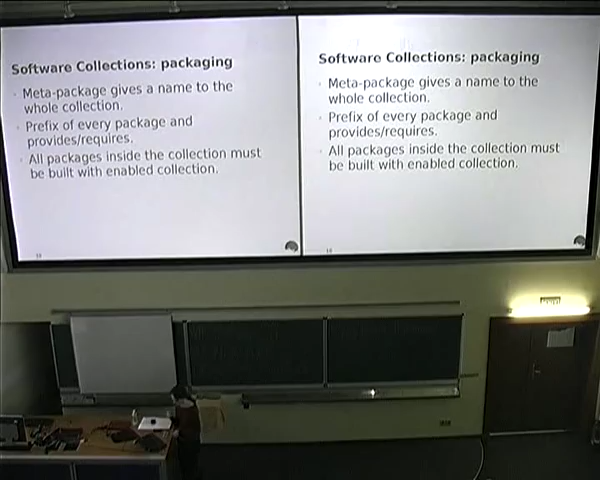 Software Collections: packaging
Meta-package gives a name to the
whole collection.
Prefix of every package and
provides/requires.
All packages inside the collection must
be built with enabled collection.
Software Collections: packaging
Meta-package gives a name to the
whole collection.
Prefix of every package and
provides/requires.
All packages inside the collection must
be built with enabled collection.